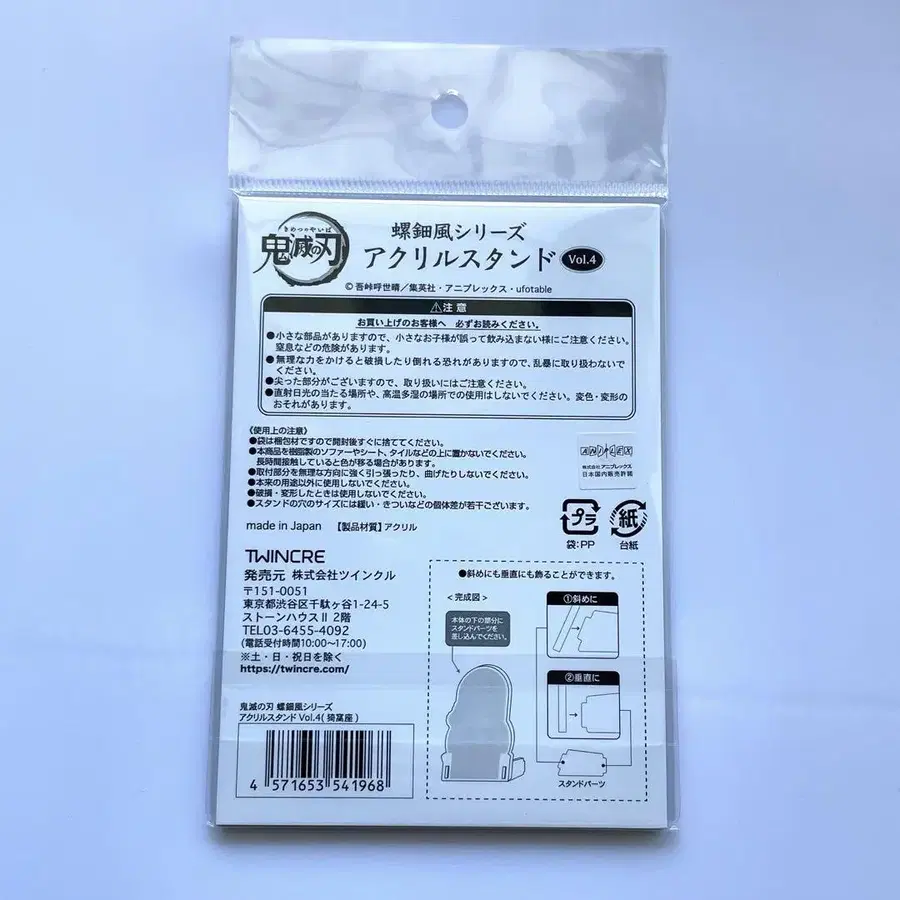 きめつのやいば
鬼滅の刃
螺鈿風シリーズ
アクリルスタンド Vol.4
© 吾峠呼世晴／集英社・アニプレックス・ufotable
⚠注意
お買い上げのお客様へ 必ずお読みください。
●小さな部品がありますので、小さなお子様が誤って飲み込まない様にご注意ください。
窒息などの危険があります。
●無理な力をかけると破損したり倒れる恐れがありますので、乱暴に取り扱わないで
ください。
●尖った部分がございますので、取り扱いにはご注意ください。
●直射日光の当たる場所や、高温多湿の場所での使用はしないでください。変色・変形の
おそれがあります。
《使用上の注意》
●袋は梱包材ですので開封後すぐに捨ててください。
●本商品を樹脂製のソファーやシート、タイルなどの上に置かないでください。
長時間接触していると色が移る場合があります。
●取付部分を無理な方向に強く引っ張ったり、曲げたりしないでください。
●本来の用途以外に使用しないでください。
●破損・変形したときは使用しないでください。
●スタンドの穴のサイズには緩い・きついなどの個体差が若干ございます。
ANIPLEX
株式会社アニプレックス
日本国内販売許諾
made in Japan 【製品材質】アクリル
プラ
袋:PP
紙
台紙
TWINCRE
発売元 株式会社ツインクル
〒151-0051
東京都渋谷区千駄ヶ谷1-24-5
ストーンハウスⅡ 2階
TEL03-6455-4092
(電話受付時間10:00〜17:00)
※土・日・祝日を除く
https://twincre.com/
●斜めにも垂直にも飾ることができます。
＜完成図＞
本体の下の部分に
スタンドパーツを
差し込んでください。
①斜めに
②垂直に
スタンドパーツ
鬼滅の刃 螺鈿風シリーズ
アクリルスタンド Vol.4( 猗窩座 )
4 571653 541968